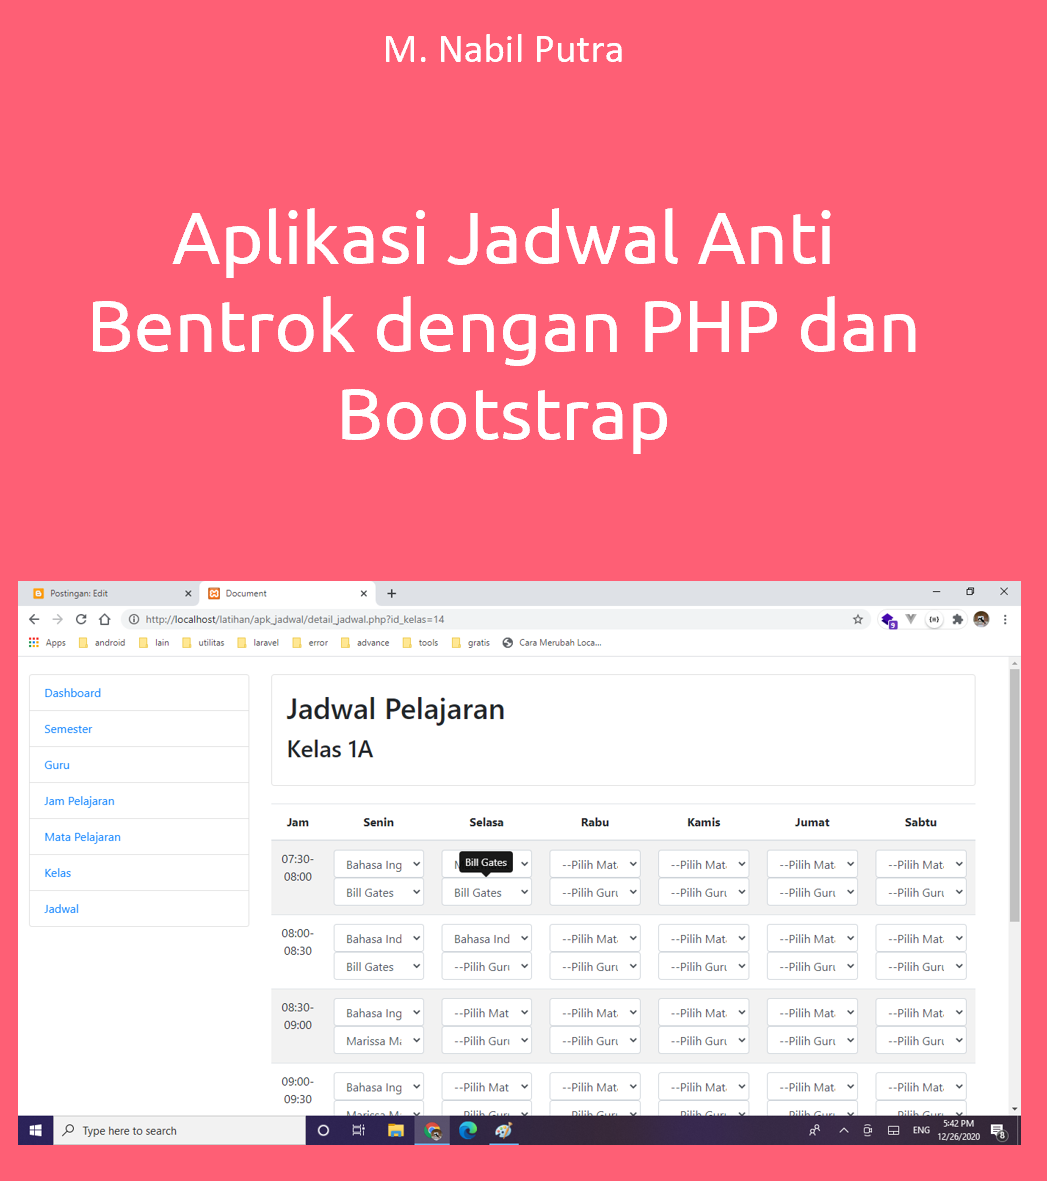 M. Nabil Putra
Aplikasi Jadwal Anti
Bentrok dengan PHP dan
Bootstrap
Postingan: Edit
Document
http://localhost/latihan/apk_jadwal/detail_jadwal.php?id_kelas=14
Apps android lain utilitas laravel error advance tools gratis Cara Merubah Loca...
Dashboard
Semester
Guru
Jam Pelajaran
Mata Pelajaran
Kelas
Jadwal
Jadwal Pelajaran
Kelas 1A
Jam Senin Selasa Rabu Kamis Jumat Sabtu
07:30-
08:00
Bahasa Ing Bill Gates --Pilih Mat --Pilih Mat --Pilih Mat --Pilih Mat
Bill Gates Bill Gates --Pilih Guru --Pilih Guru --Pilih Guru --Pilih Guru
08:00-
08:30
Bahasa Ind Bahasa Ind --Pilih Mat --Pilih Mat --Pilih Mat --Pilih Mat
Bill Gates --Pilih Guru --Pilih Guru --Pilih Guru --Pilih Guru --Pilih Guru
08:30-
09:00
Bahasa Ing --Pilih Mat --Pilih Mat --Pilih Mat --Pilih Mat --Pilih Mat
Marissa Ma --Pilih Guru --Pilih Guru --Pilih Guru --Pilih Guru --Pilih Guru
09:00-
09:30
Bahasa Ing --Pilih Mat --Pilih Mat --Pilih Mat --Pilih Mat --Pilih Mat
Type here to search
ENG
5:42 PM
12/26/2020
8